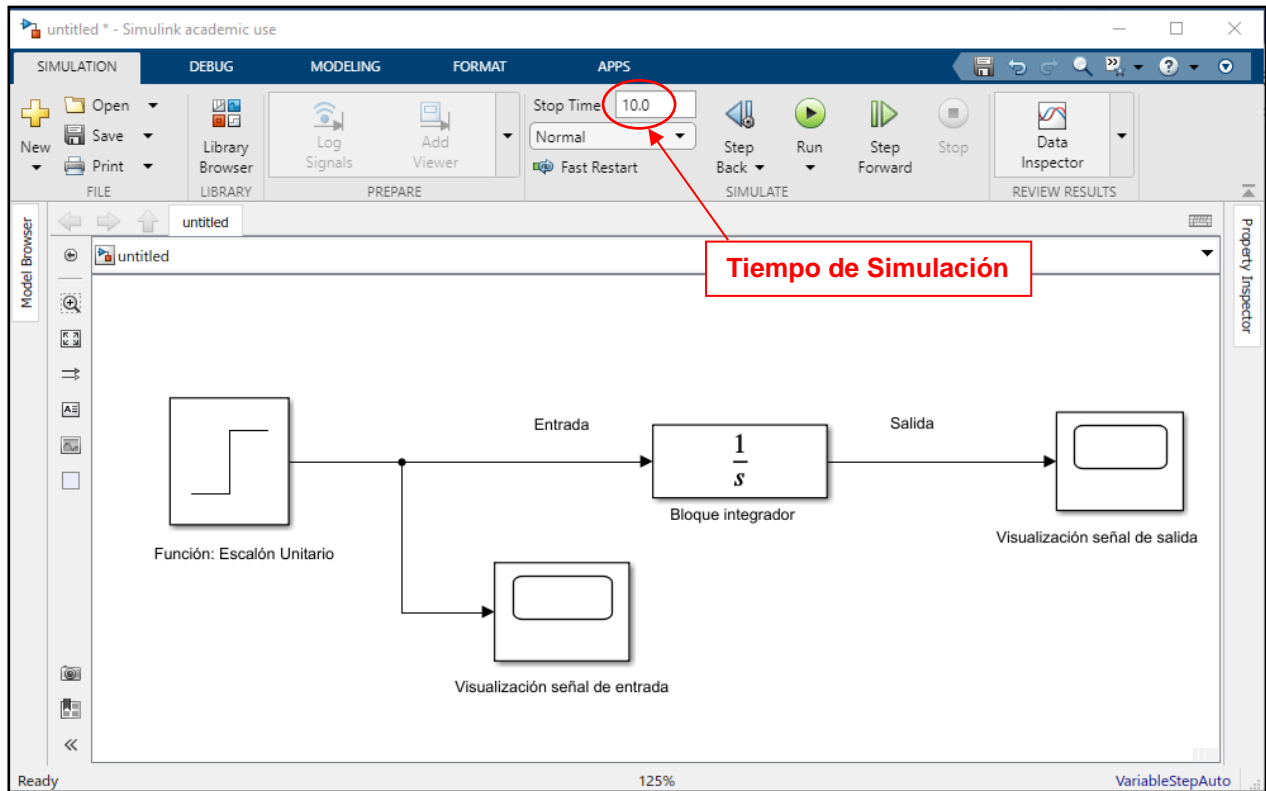 untitled * - Simulink academic use
SIMULATION DEBUG MODELING FORMAT APPS
New
Open
Save
Print
FILE
Library
Browser
LIBRARY
Log
Signals
Add
Viewer
PREPARE
Stop Time 10.0
Normal
Fast Restart
Step
Back
Run
Step
Forward
Stop
SIMULATE
Data
Inspector
REVIEW RESULTS
Model Browser
untitled
untitled
Property Inspector
Tiempo de Simulación
Entrada
Salida
1
s
Bloque integrador
Función: Escalón Unitario
Visualización señal de salida
Visualización señal de entrada
Ready 125% VariableStepAuto